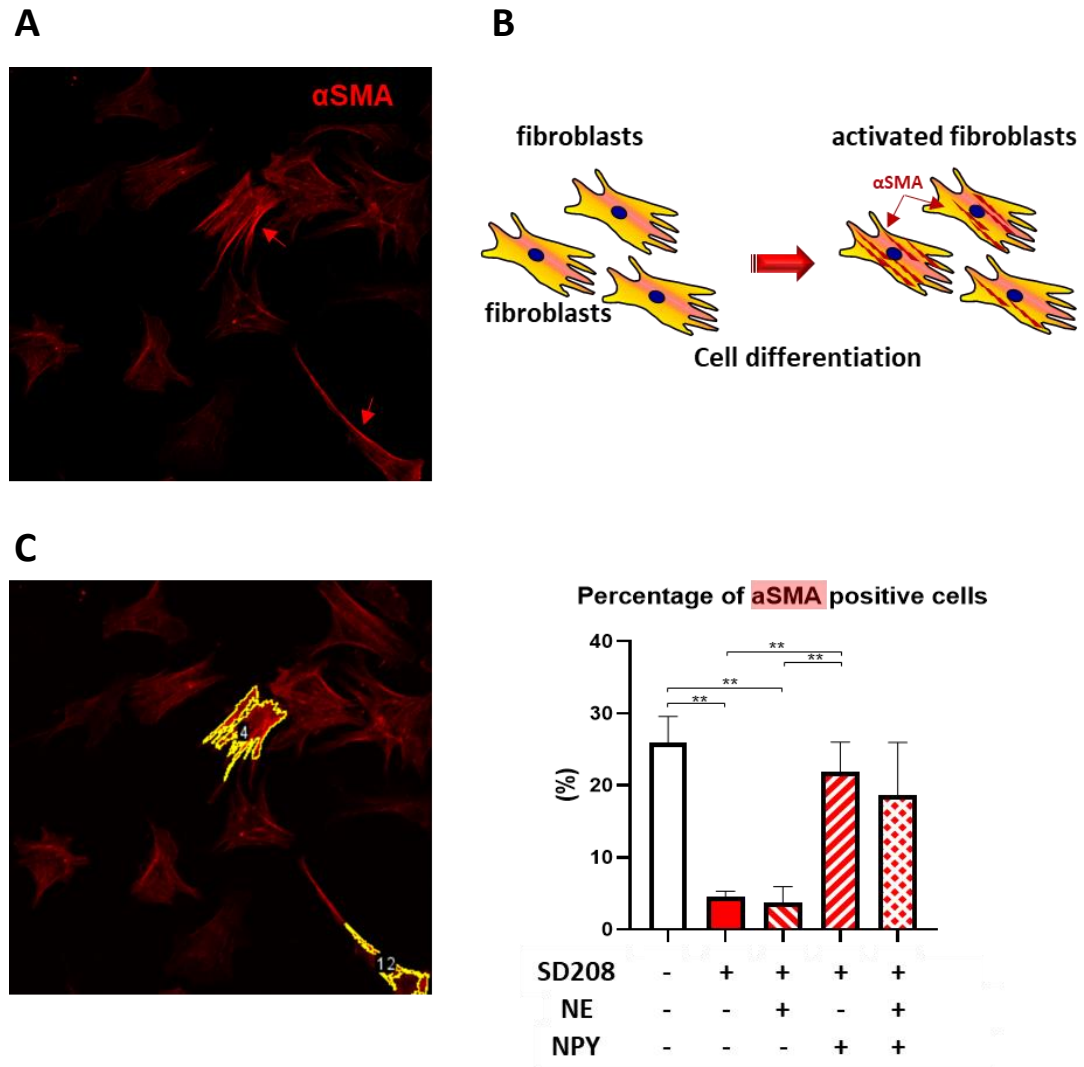 A
B
αSMA
fibroblasts
activated fibroblasts
αSMA
fibroblasts
Cell differentiation
C
4
12
Percentage of aSMA positive cells
**
**
**
**
40
30
20
10
0
(%)
SD208 - + + + +
NE - - + - +
NPY - - - + +